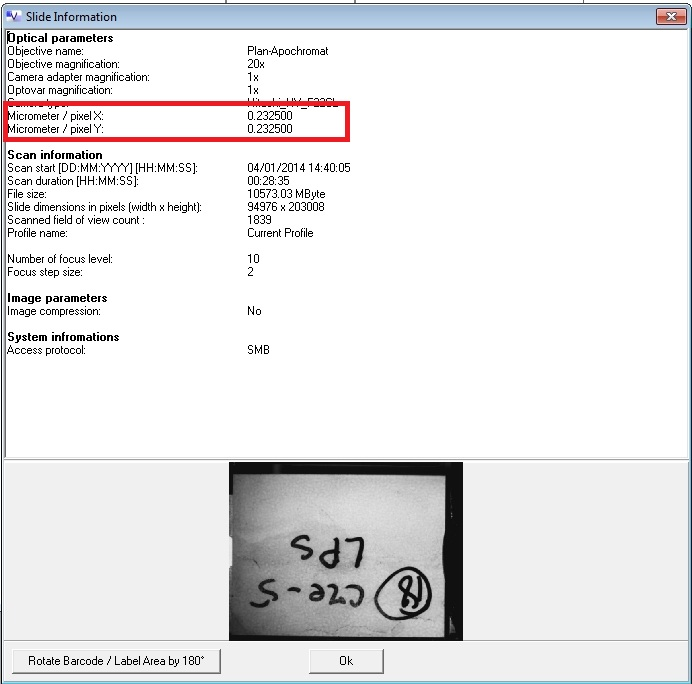 Slide Information
Optical parameters
Objective name: Plan-Apochromat
Objective magnification: 20x
Camera adapter magnification: 1x
Optovar magnification: 1x
Camera type:
Micrometer / pixel X: 0.232500
Micrometer / pixel Y: 0.232500
Scan information
Scan start [DD:MM:YYYY] [HH:MM:SS]: 04/01/2014 14:40:05
Scan duration [HH:MM:SS]: 00:28:35
File size: 10573.03 MByte
Slide dimensions in pixels (width x height): 94976 x 203008
Scanned field of view count : 1839
Profile name: Current Profile
Number of focus level: 10
Focus step size: 2
Image parameters
Image compression: No
System infromations
Access protocol: SMB
LPS
Rotate Barcode / Label Area by 180°
Ok